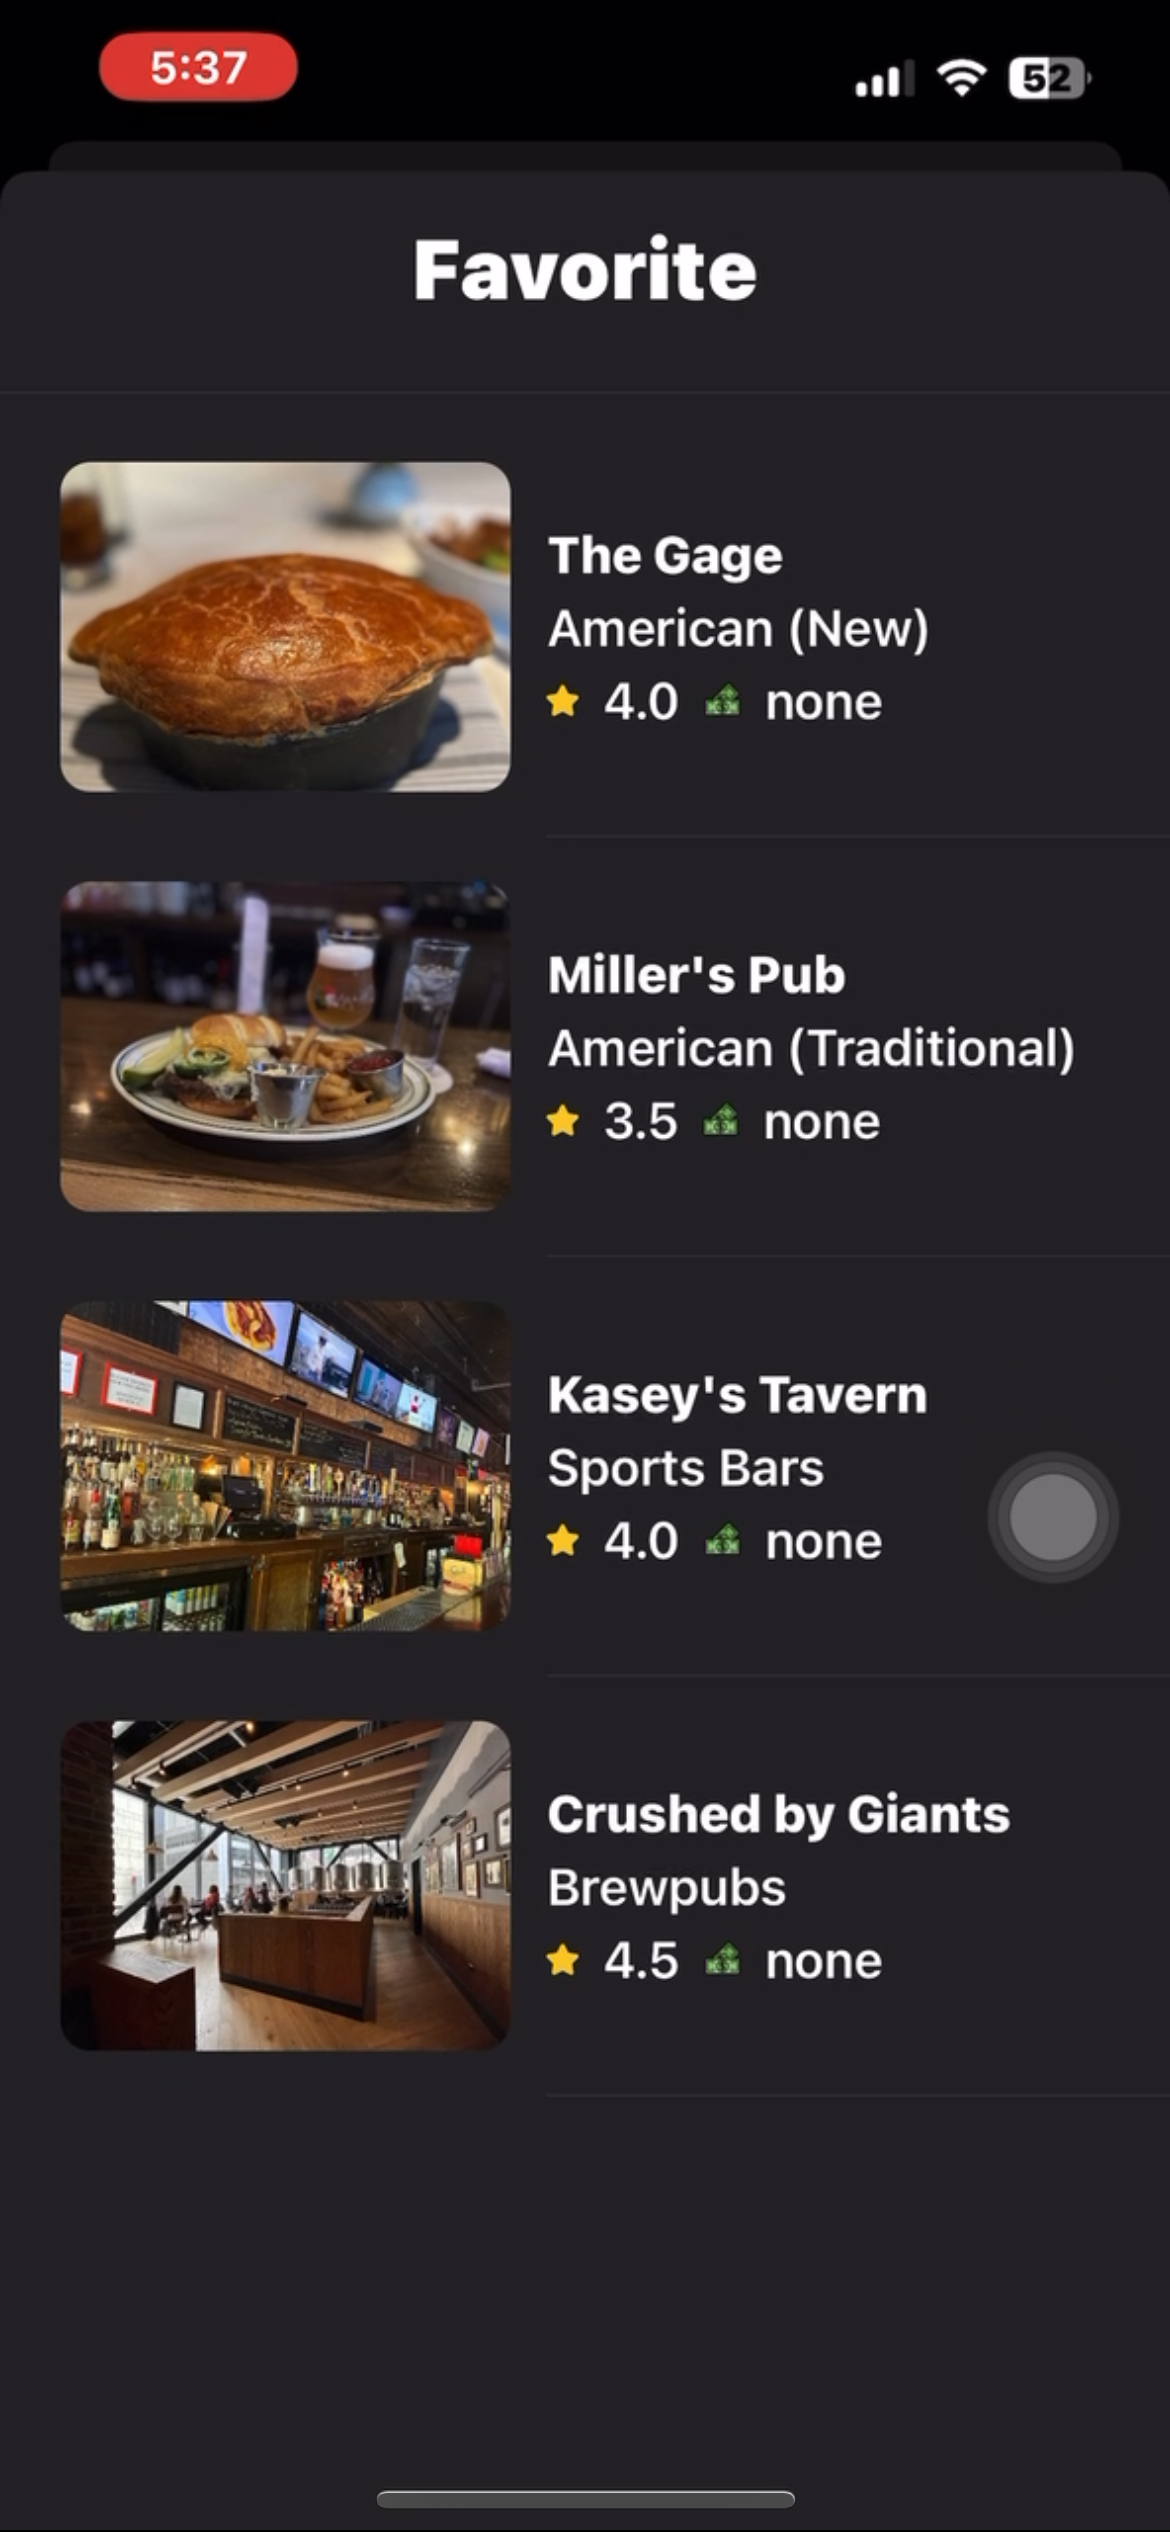 5:37
52
Favorite
The Gage
American (New)
4.0 none
Miller's Pub
American (Traditional)
3.5 none
Kasey's Tavern
Sports Bars
4.0 none
Crushed by Giants
Brewpubs
4.5 none